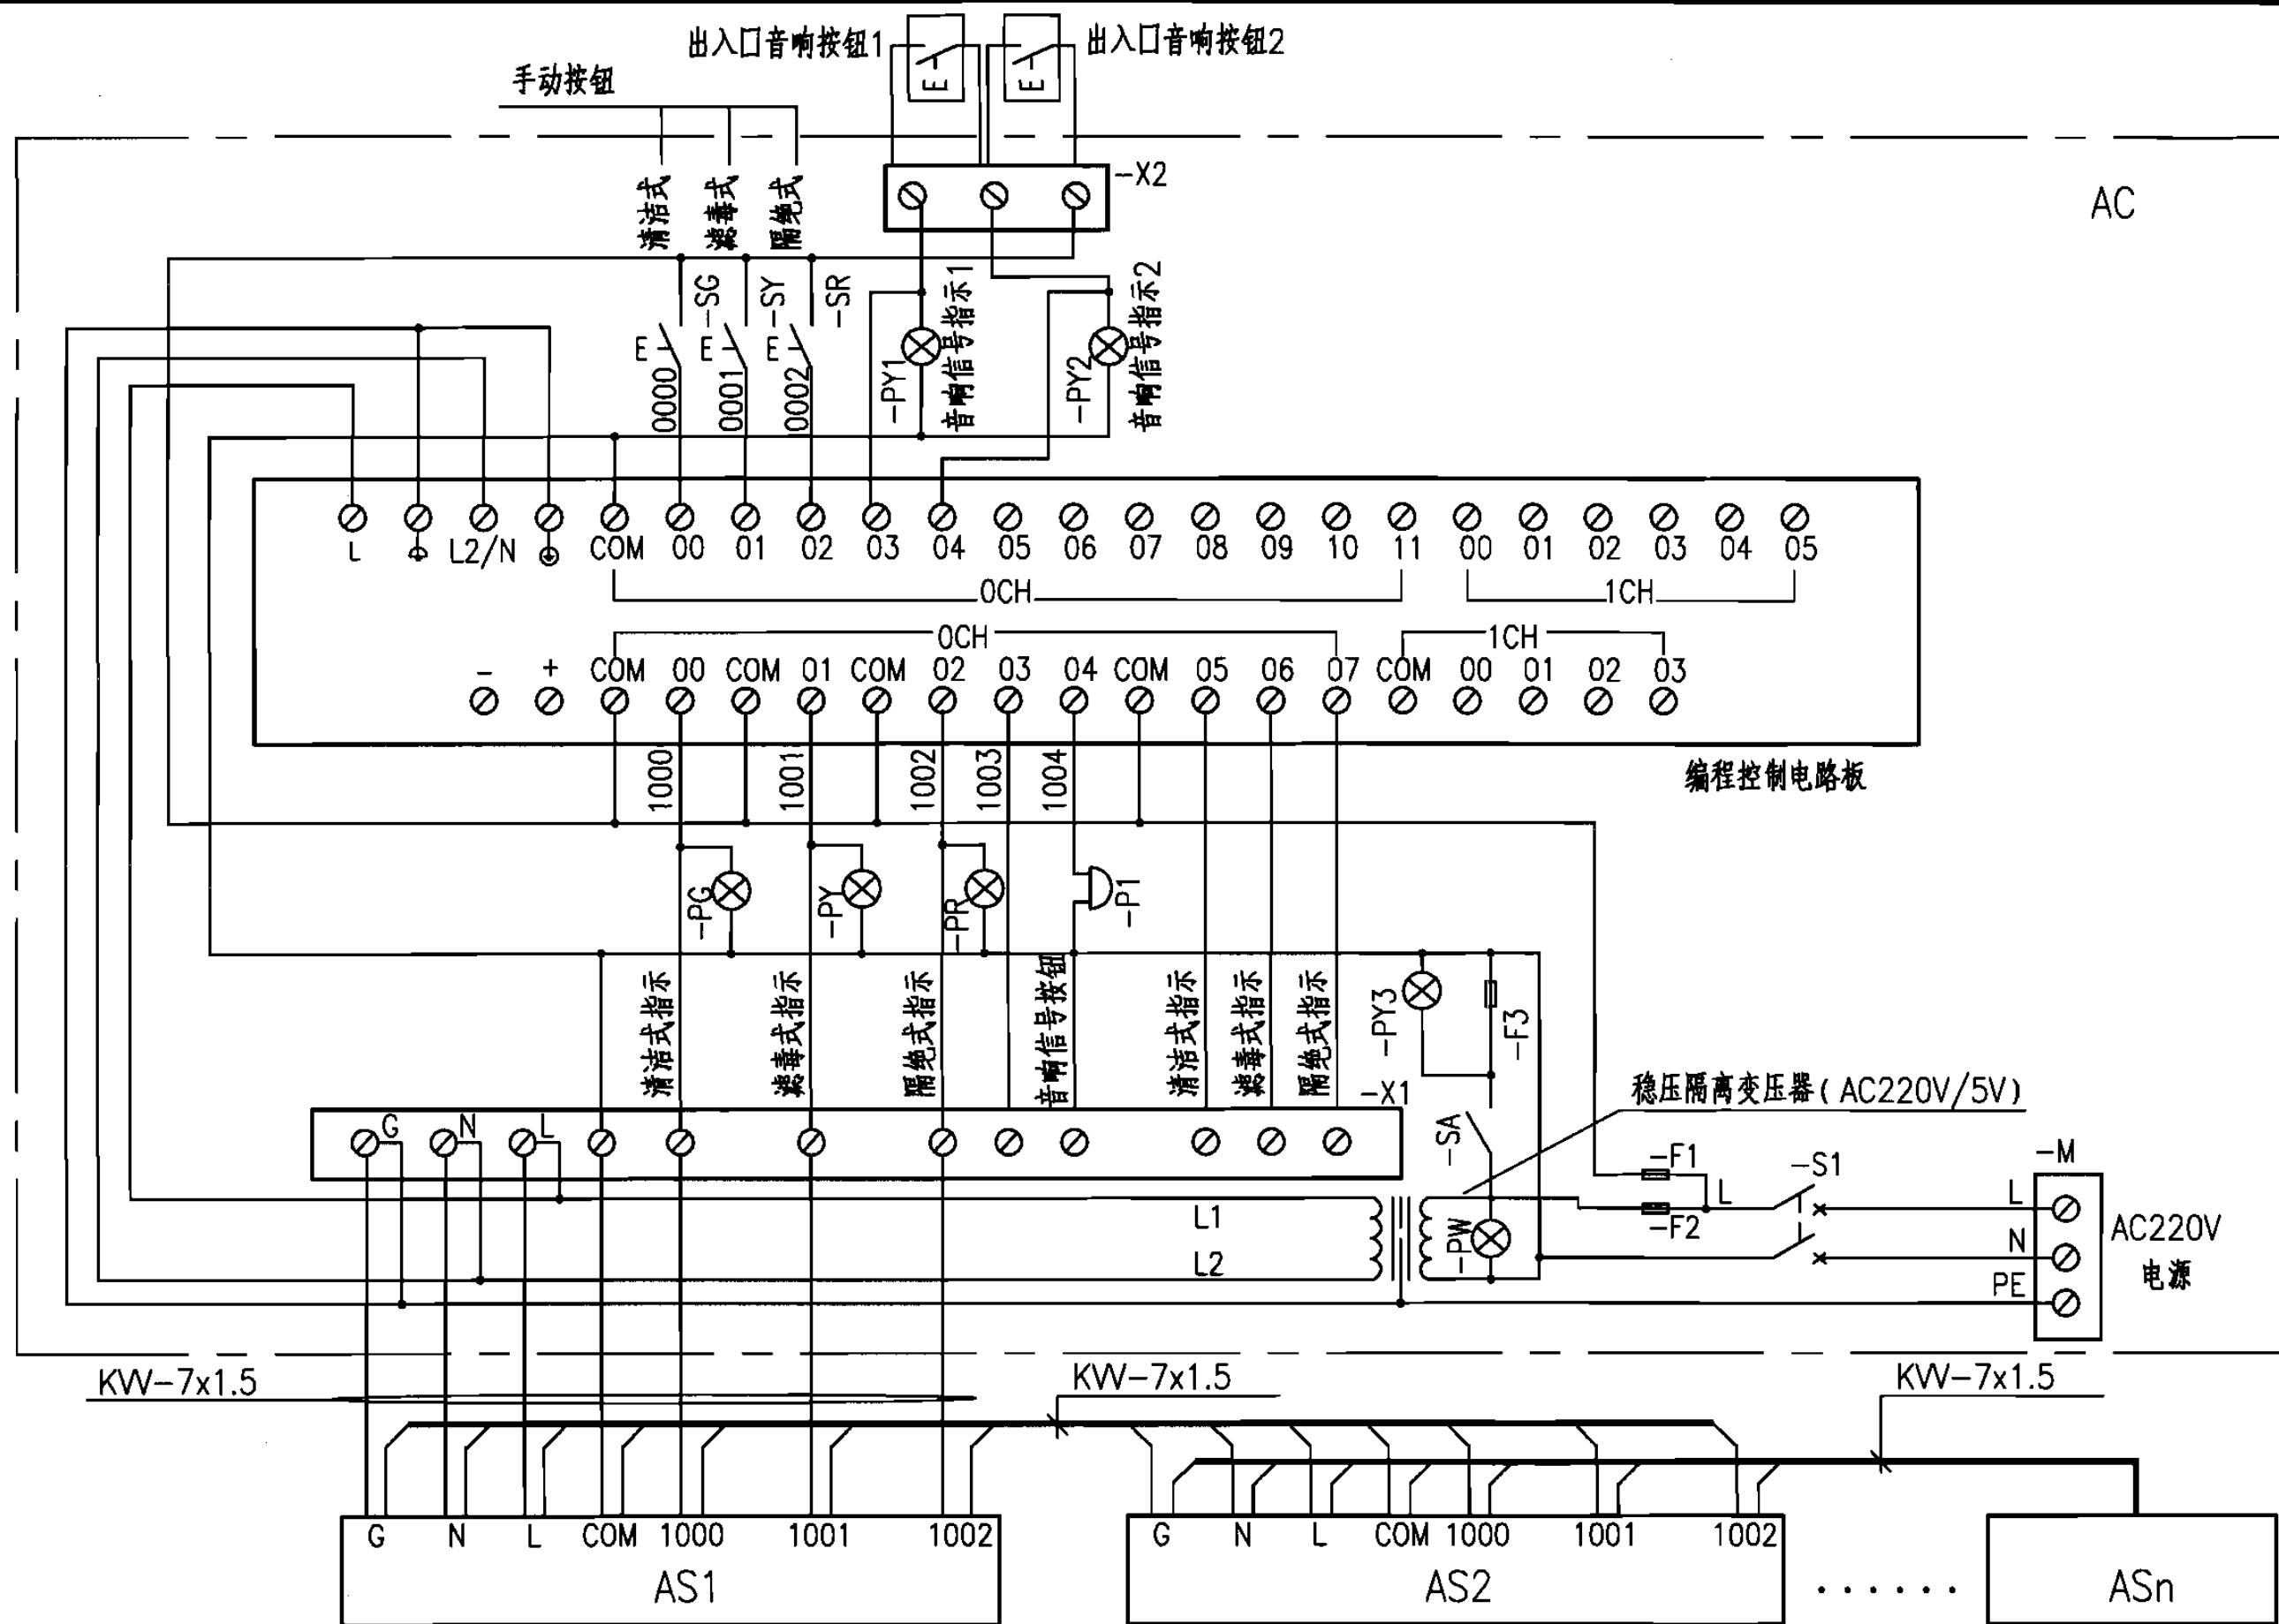 出入口音响按钮1
出入口音响按钮2
手动按钮
E
E
-X2
AC
清洁式
滤毒式
隔绝式
-SG
-SY
-SR
E
E
E
0000
0001
0002
-PY1
音响信号指示1
-PY2
音响信号指示2
L
L2/N
COM 00 01 02 03 04 05 06 07 08 09 10 11 00 01 02 03 04 05
0CH
1CH
0CH
1CH
- + COM 00 COM 01 COM 02 03 04 COM 05 06 07 COM 00 01 02 03
编程控制电路板
1000
1001
1002
1003
1004
-PG
-PY
-PR
-P1
清洁式指示
滤毒式指示
隔绝式指示
音响信号按钮
清洁式指示
滤毒式指示
隔绝式指示
-PY3
-F3
-X1
稳压隔离变压器(AC220V/5V)
G N L
-SA
-F1
-S1
-M
L
L
-F2
L1
L2
-PW
N
PE
AC220V
电源
KVV-7x1.5
KVV-7x1.5
KVV-7x1.5
G N L COM 1000 1001 1002
G N L COM 1000 1001 1002
AS1
AS2
......
ASn